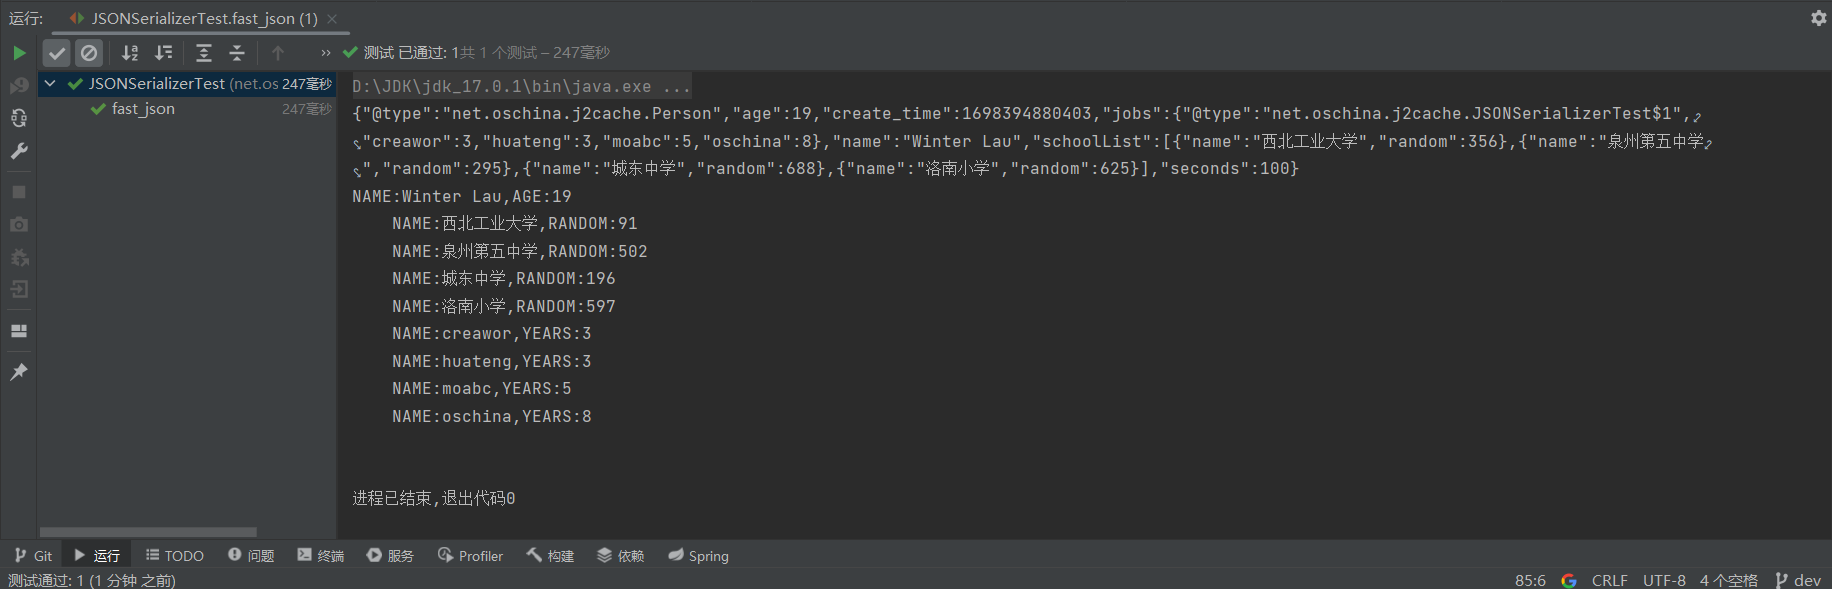 运行: JSONSerializerTest.fast_json (1)
测试 已通过: 1共 1 个测试 – 247毫秒
JSONSerializerTest (net.os 247毫秒
fast_json 247毫秒
D:\JDK\jdk_17.0.1\bin\java.exe ...
{"@type":"net.oschina.j2cache.Person","age":19,"create_time":1698394880403,"jobs":{"@type":"net.oschina.j2cache.JSONSerializerTest$1",
"creawor":3,"huateng":3,"moabc":5,"oschina":8},"name":"Winter Lau","schoolList":[{"name":"西北工业大学","random":356},{"name":"泉州第五中学
","random":295},{"name":"城东中学","random":688},{"name":"洛南小学","random":625}],"seconds":100}
NAME:Winter Lau,AGE:19
NAME:西北工业大学,RANDOM:91
NAME:泉州第五中学,RANDOM:502
NAME:城东中学,RANDOM:196
NAME:洛南小学,RANDOM:597
NAME:creawor,YEARS:3
NAME:huateng,YEARS:3
NAME:moabc,YEARS:5
NAME:oschina,YEARS:8
进程已结束,退出代码0
Git 运行 TODO 问题 终端 服务 Profiler 构建 依赖 Spring
测试通过: 1 (1 分钟 之前) 85:6 CRLF UTF-8 4 个空格 dev